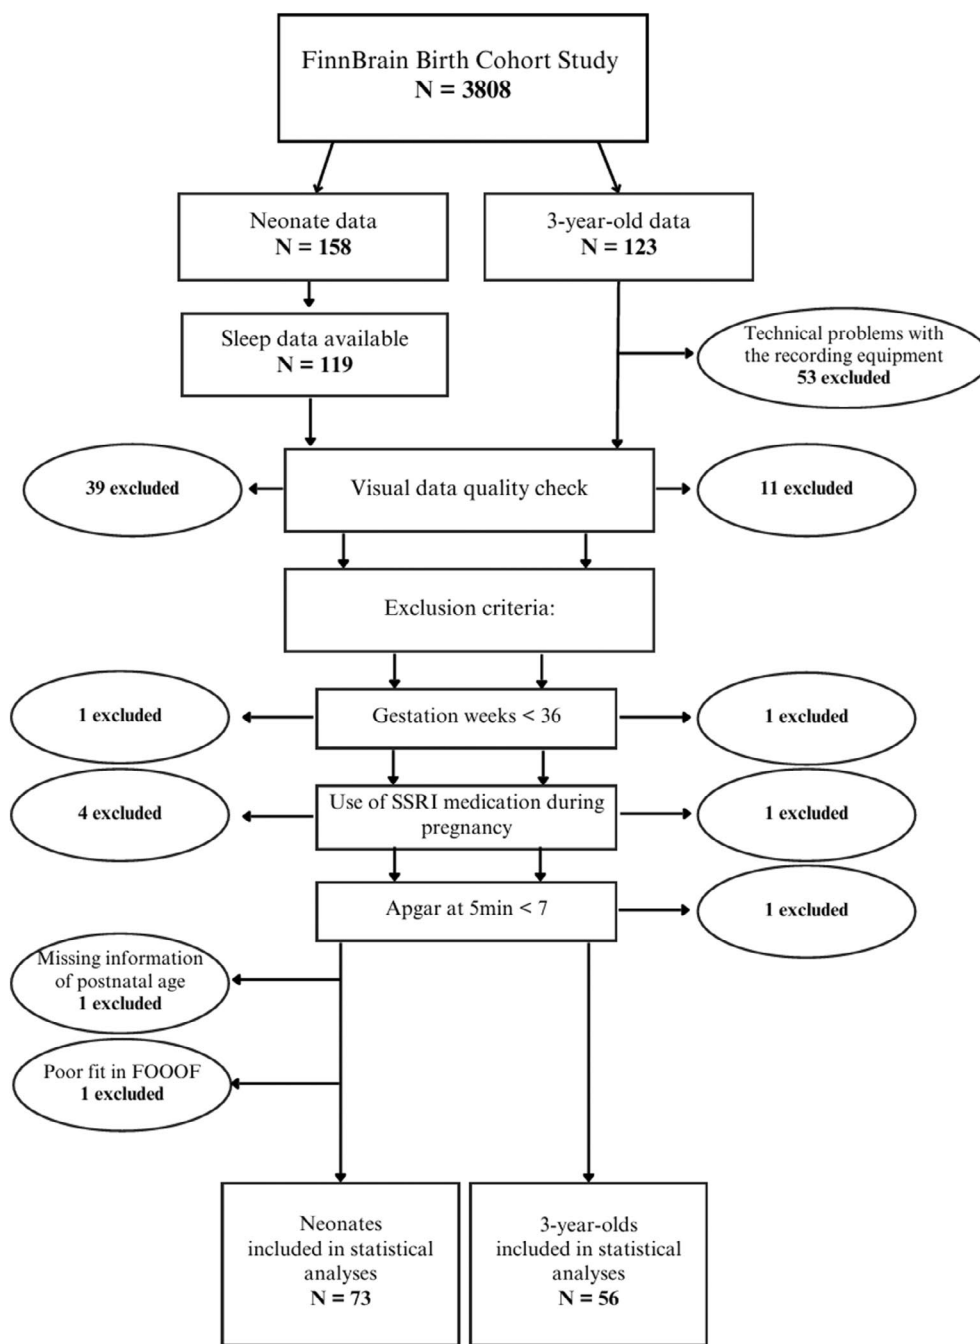 FinnBrain Birth Cohort Study
N = 3808
Neonate data
N = 158
3-year-old data
N = 123
Sleep data available
N = 119
Technical problems with
the recording equipment
53 excluded
39 excluded
Visual data quality check
11 excluded
Exclusion criteria:
1 excluded
Gestation weeks < 36
1 excluded
4 excluded
Use of SSRI medication during
pregnancy
1 excluded
Apgar at 5min < 7
1 excluded
Missing information
of postnatal age
1 excluded
Poor fit in FOOOF
1 excluded
Neonates
included in statistical
analyses
N = 73
3-year-olds
included in statistical
analyses
N = 56